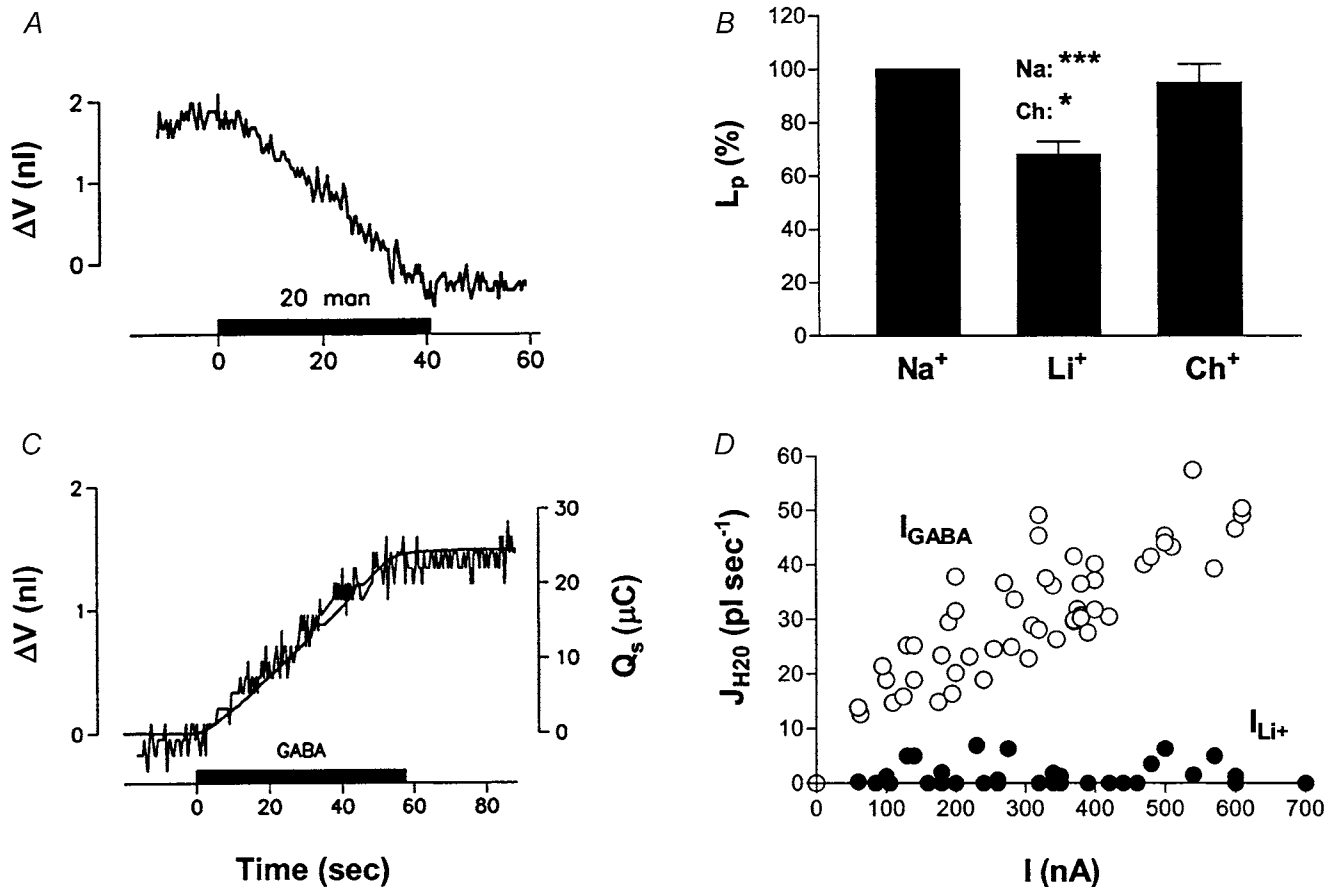 A
ΔV (nl)
2
1
0
20 man
0 20 40 60
B
Lp (%)
120
100
80
60
40
20
0
Na: ***
Ch: *
Na+ Li+ Ch+
C
ΔV (nl)
2
1
0
30
20
10
0
Qs (μC)
GABA
0 20 40 60 80
Time (sec)
D
JH20 (pl sec-1)
60
50
40
30
20
10
0
IGABA
ILi+
0 100 200 300 400 500 600 700
I (nA)